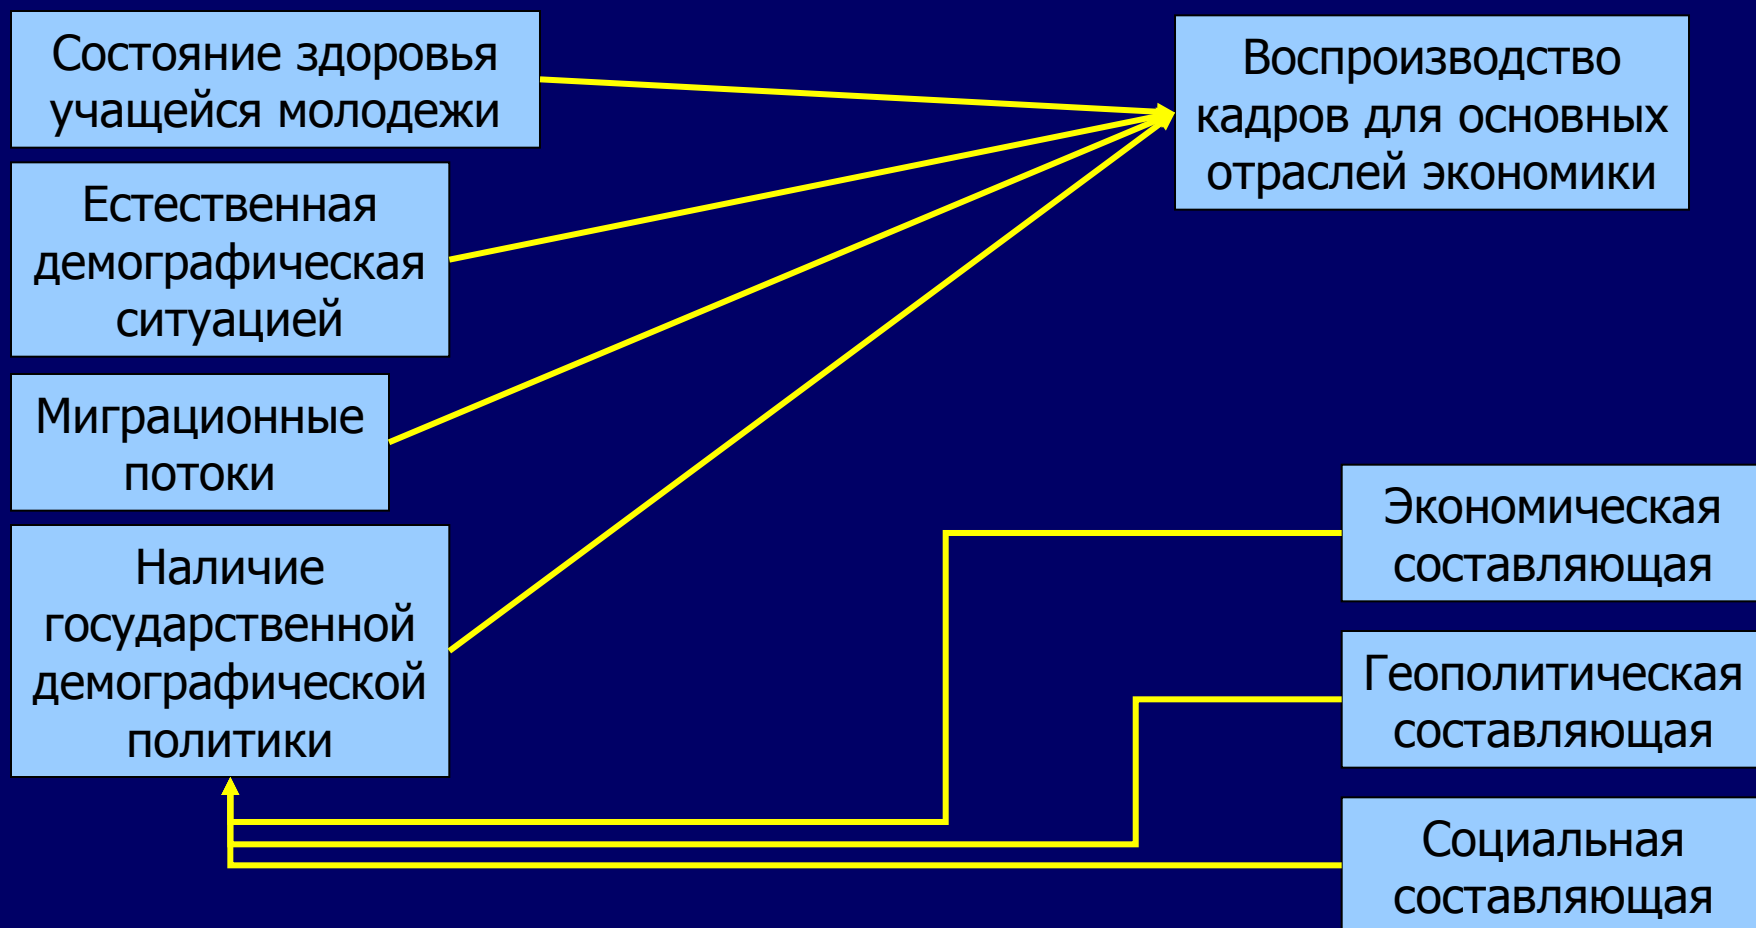 Состояние здоровья
учащейся молодежи
Естественная
демографическая
ситуацией
Миграционные
потоки
Наличие
государственной
демографической
политики
Воспроизводство
кадров для основных
отраслей экономики
Экономическая
составляющая
Геополитическая
составляющая
Социальная
составляющая